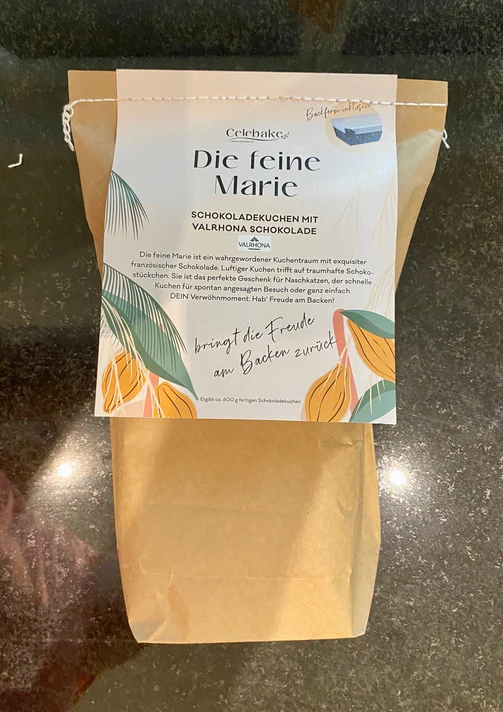 Backform inklusive
Celebake
Die feine
Marie
SCHOKOLADEKUCHEN MIT
VALRHONA SCHOKOLADE
VALRHONA
Die feine Marie ist ein wahrgewordener Kuchentraum mit exquisiter
französischer Schokolade. Luftiger Kuchen trifft auf traumhafte Schoko-
stückchen. Sie ist das perfekte Geschenk für Naschkatzen, der schnelle
Kuchen für spontan angesagten Besuch oder ganz einfach
DEIN Verwöhnmoment. Hab' Freude am Backen!
bringt die Freude
am Backen zurück
Ergibt ca. 400 g fertigen Schokoladekuchen